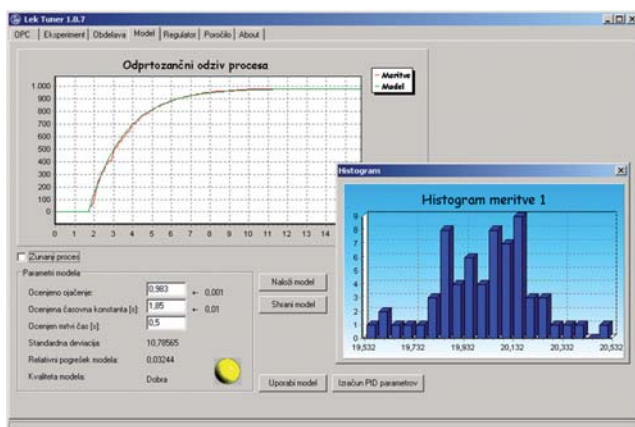 Lek Tuner 1.0.7
OPC Eksperiment Obdelava Model Regulator Poročilo About
Odprtozančni odziv procesa
Meritve
Model
1.000
900
800
700
600
500
400
300
200
100
0
0 1 2 3 4 5 6 7 8 9 10 11 12 13 14
Zunanji proces
Parametri modela
Ocenjeno ojačenje: 0,983 +- 0,001
Ocenjena časovna konstanta [s]: 1,85 +- 0,01
Ocenjen mrtvi čas [s]: 0,5
Standardna deviacija: 10,78565
Relativni pogrešek modela: 0,03244
Kvaliteta modela: Dobra
Naloži model
Shrani model
Uporabi model
Izračun PID parametrov
Histogram
Histogram meritve 1
9
8
7
6
5
4
3
2
1
0
19,532 19,732 19,932 20,132 20,332 20,532